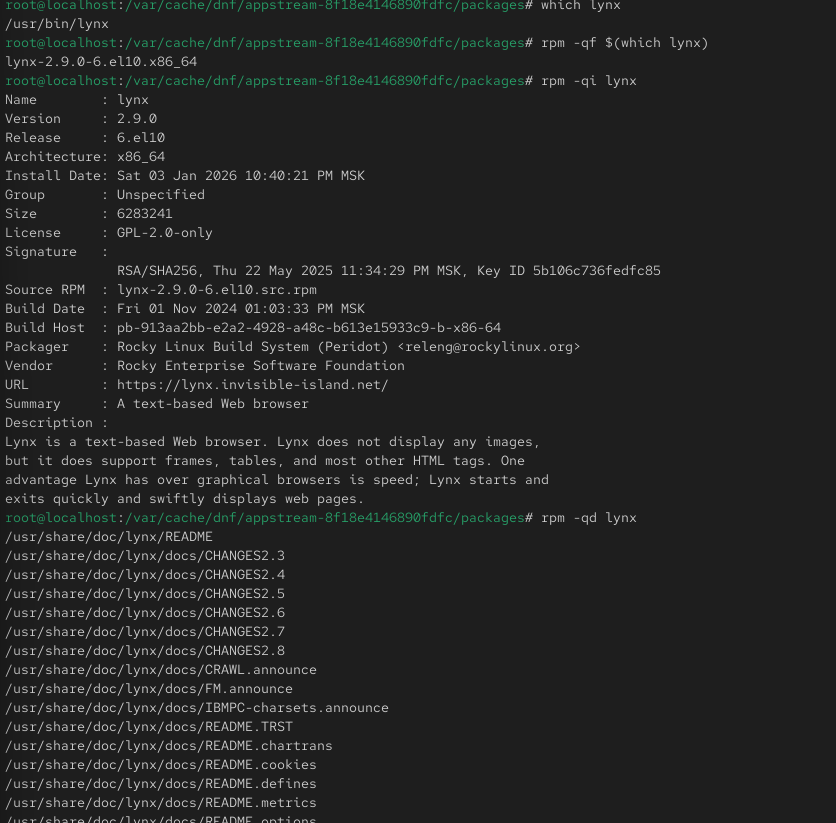 root@localhost:/var/cache/dnf/appstream-8f18e4146890fdfc/packages# which lynx
/usr/bin/lynx
root@localhost:/var/cache/dnf/appstream-8f18e4146890fdfc/packages# rpm -qf $(which lynx)
lynx-2.9.0-6.el10.x86_64
root@localhost:/var/cache/dnf/appstream-8f18e4146890fdfc/packages# rpm -qi lynx
Name        : lynx
Version     : 2.9.0
Release     : 6.el10
Architecture: x86_64
Install Date: Sat 03 Jan 2026 10:40:21 PM MSK
Group       : Unspecified
Size        : 6283241
License     : GPL-2.0-only
Signature   :
              RSA/SHA256, Thu 22 May 2025 11:34:29 PM MSK, Key ID 5b106c736fedfc85
Source RPM  : lynx-2.9.0-6.el10.src.rpm
Build Date  : Fri 01 Nov 2024 01:03:33 PM MSK
Build Host  : pb-913aa2bb-e2a2-4928-a48c-b613e15933c9-b-x86-64
Packager    : Rocky Linux Build System (Peridot) <releng@rockylinux.org>
Vendor      : Rocky Enterprise Software Foundation
URL         : https://lynx.invisible-island.net/
Summary     : A text-based Web browser
Description :
Lynx is a text-based Web browser. Lynx does not display any images,
but it does support frames, tables, and most other HTML tags. One
advantage Lynx has over graphical browsers is speed; Lynx starts and
exits quickly and swiftly displays web pages.
root@localhost:/var/cache/dnf/appstream-8f18e4146890fdfc/packages# rpm -qd lynx
/usr/share/doc/lynx/README
/usr/share/doc/lynx/docs/CHANGES2.3
/usr/share/doc/lynx/docs/CHANGES2.4
/usr/share/doc/lynx/docs/CHANGES2.5
/usr/share/doc/lynx/docs/CHANGES2.6
/usr/share/doc/lynx/docs/CHANGES2.7
/usr/share/doc/lynx/docs/CHANGES2.8
/usr/share/doc/lynx/docs/CRAWL.announce
/usr/share/doc/lynx/docs/FM.announce
/usr/share/doc/lynx/docs/IBMPC-charsets.announce
/usr/share/doc/lynx/docs/README.TRST
/usr/share/doc/lynx/docs/README.chartrans
/usr/share/doc/lynx/docs/README.cookies
/usr/share/doc/lynx/docs/README.defines
/usr/share/doc/lynx/docs/README.metrics
/usr/share/doc/lynx/docs/README.options